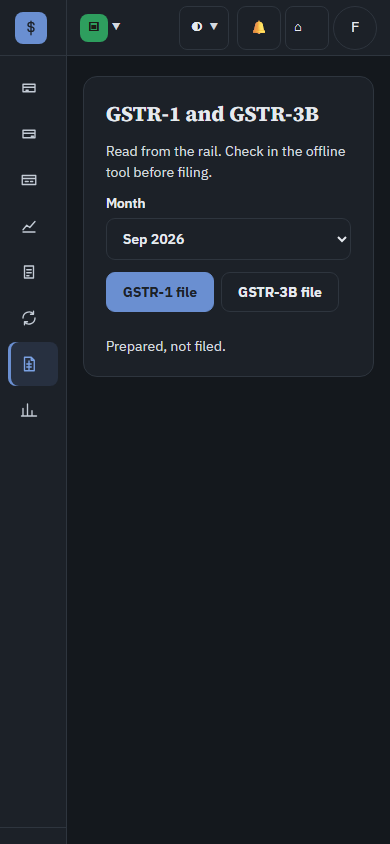 $
F
GSTR-1 and GSTR-3B
Read from the rail. Check in the offline
tool before filing.
Month
Sep 2026
GSTR-1 file
GSTR-3B file
Prepared, not filed.